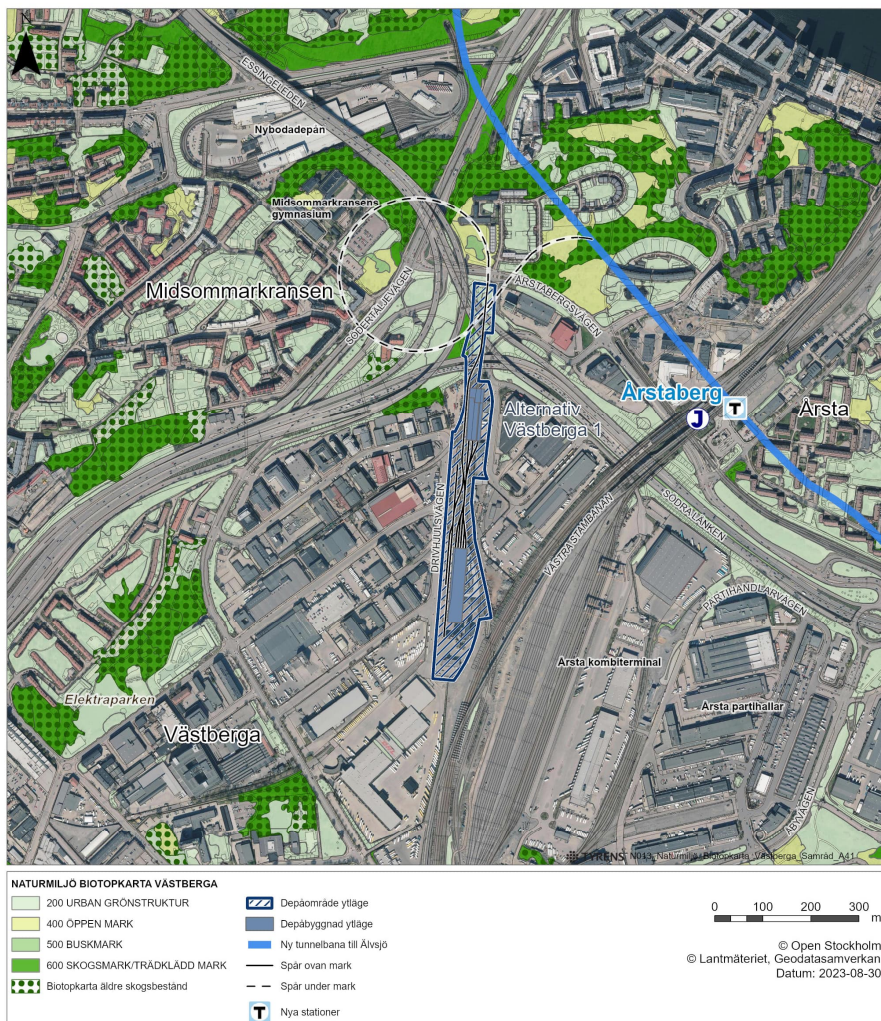 N
ESSINGELEDEN
Nybodadepån
Midsommarkransens
gymnasium
Midsommarkransen
SÖDERTÄLJEVÄGEN
ÅRSTABERGSVÄGEN
Årstaberg
T
J
Årsta
Alternativ
Västberga 1
DRIVHJULSVÄGEN
VÄSTRA STAMBANAN
SÖDRA LÄNKEN
PARTIHANDLARVÄGEN
Årsta kombiterminal
Årsta partihallar
Elektraparken
Västberga
ÅBYVÄGEN
TYRÉNS N013_Naturmiljö_Biotopkarta_Västberga_Samråd_A41
NATURMILJÖ BIOTOPKARTA VÄSTBERGA
200 URBAN GRÖNSTRUKTUR
400 ÖPPEN MARK
500 BUSKMARK
600 SKOGSMARK/TRÄDKLÄDD MARK
Biotopkarta äldre skogsbestånd
Depåområde ytläge
Depåbyggnad ytläge
Ny tunnelbana till Älvsjö
Spår ovan mark
Spår under mark
T Nya stationer
0 100 200 300
m
© Open Stockholm
© Lantmäteriet, Geodatasamverkan
Datum: 2023-08-30